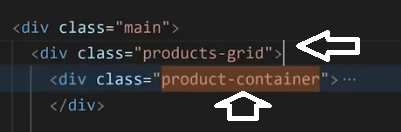 <div class="main">
<div class="products-grid">
<div class="product-container">...
</div>